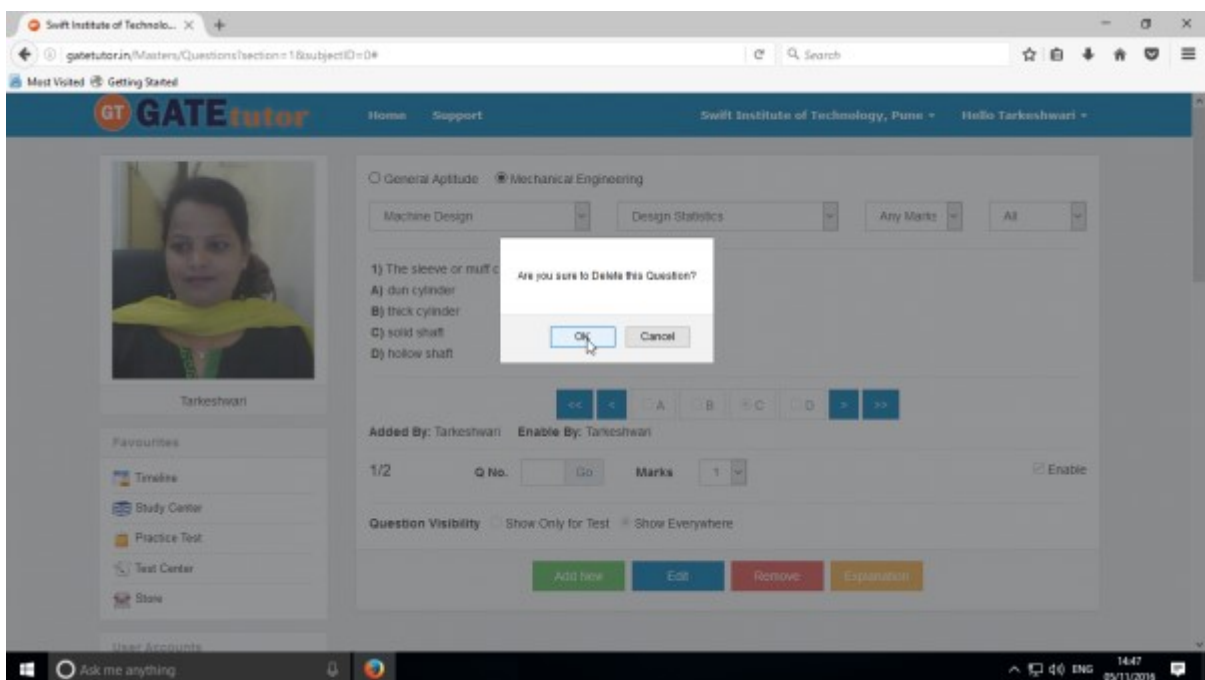 Swift Institute of Technolo...
gatetutor.in/Masters/Questions?section=1&subjectID=0#
Search
Most Visited Getting Started
GT GATEtutor Home Support Swift Institute of Technology, Pune Hello Tarkeshwari
General Aptitude Mechanical Engineering
Machine Design Design Statistics Any Marks All
1) The sleeve or muff c
A) dun cylinder
B) thick cylinder
C) solid shaft
D) hollow shaft
Are you sure to Delete this Question?
OK Cancel
Tarkeshwari
<< < A B C D > >>
Added By: Tarkeshwari Enable By: Tarkeshwari
1/2 Q No. Go Marks 1 Enable
Question Visibility Show Only for Test Show Everywhere
Add New Edit Remove Explanation
Favourites
Timeline
Study Center
Practice Test
Test Center
Store
User Accounts
Ask me anything
ENG 14:47
05/11/2016